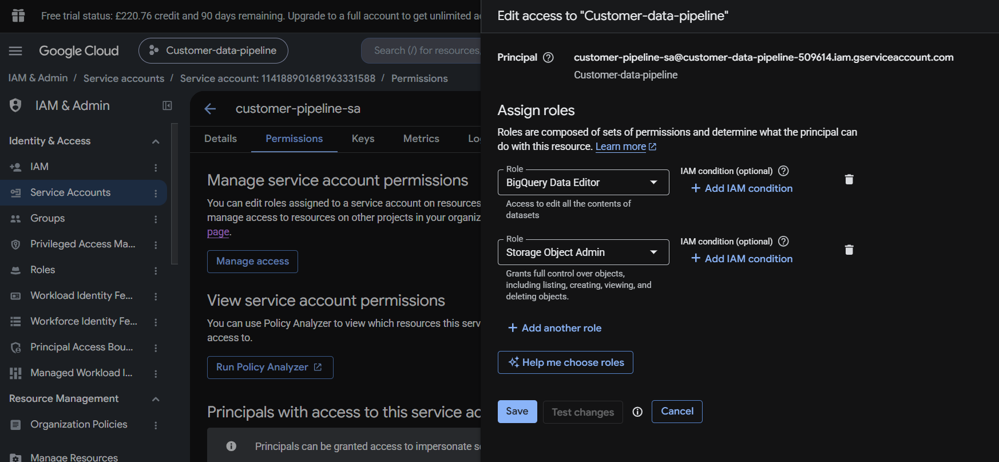 Free trial status: £220.76 credit and 90 days remaining. Upgrade to a full account to get unlimited
Google Cloud
Customer-data-pipeline
Search (/) for resources,
IAM & Admin / Service accounts / Service account: 114188901681963331588 / Permissions
IAM & Admin
Identity & Access
IAM
Service Accounts
Groups
Privileged Access Ma...
Roles
Workload Identity Fe...
Workforce Identity Fe...
Principal Access Bou...
Managed Workload I...
Resource Management
Organization Policies
Manage Resources
customer-pipeline-sa
Details
Permissions
Keys
Metrics
Manage service account permissions
You can edit roles assigned to a service account on resources
manage access to resources on other projects in your organiz
page.
Manage access
View service account permissions
You can use Policy Analyzer to view which resources this serv
access to.
Run Policy Analyzer
Principals with access to this service ac
Principals can be granted access to impersonate s
Edit access to "Customer-data-pipeline"
Principal
customer-pipeline-sa@customer-data-pipeline-509614.iam.gserviceaccount.com
Customer-data-pipeline
Assign roles
Roles are composed of sets of permissions and determine what the principal can
do with this resource. Learn more
Role
BigQuery Data Editor
Access to edit all the contents of
datasets
IAM condition (optional)
+ Add IAM condition
Role
Storage Object Admin
Grants full control over objects,
including listing, creating, viewing, and
deleting objects.
IAM condition (optional)
+ Add IAM condition
+ Add another role
Help me choose roles
Save
Test changes
Cancel